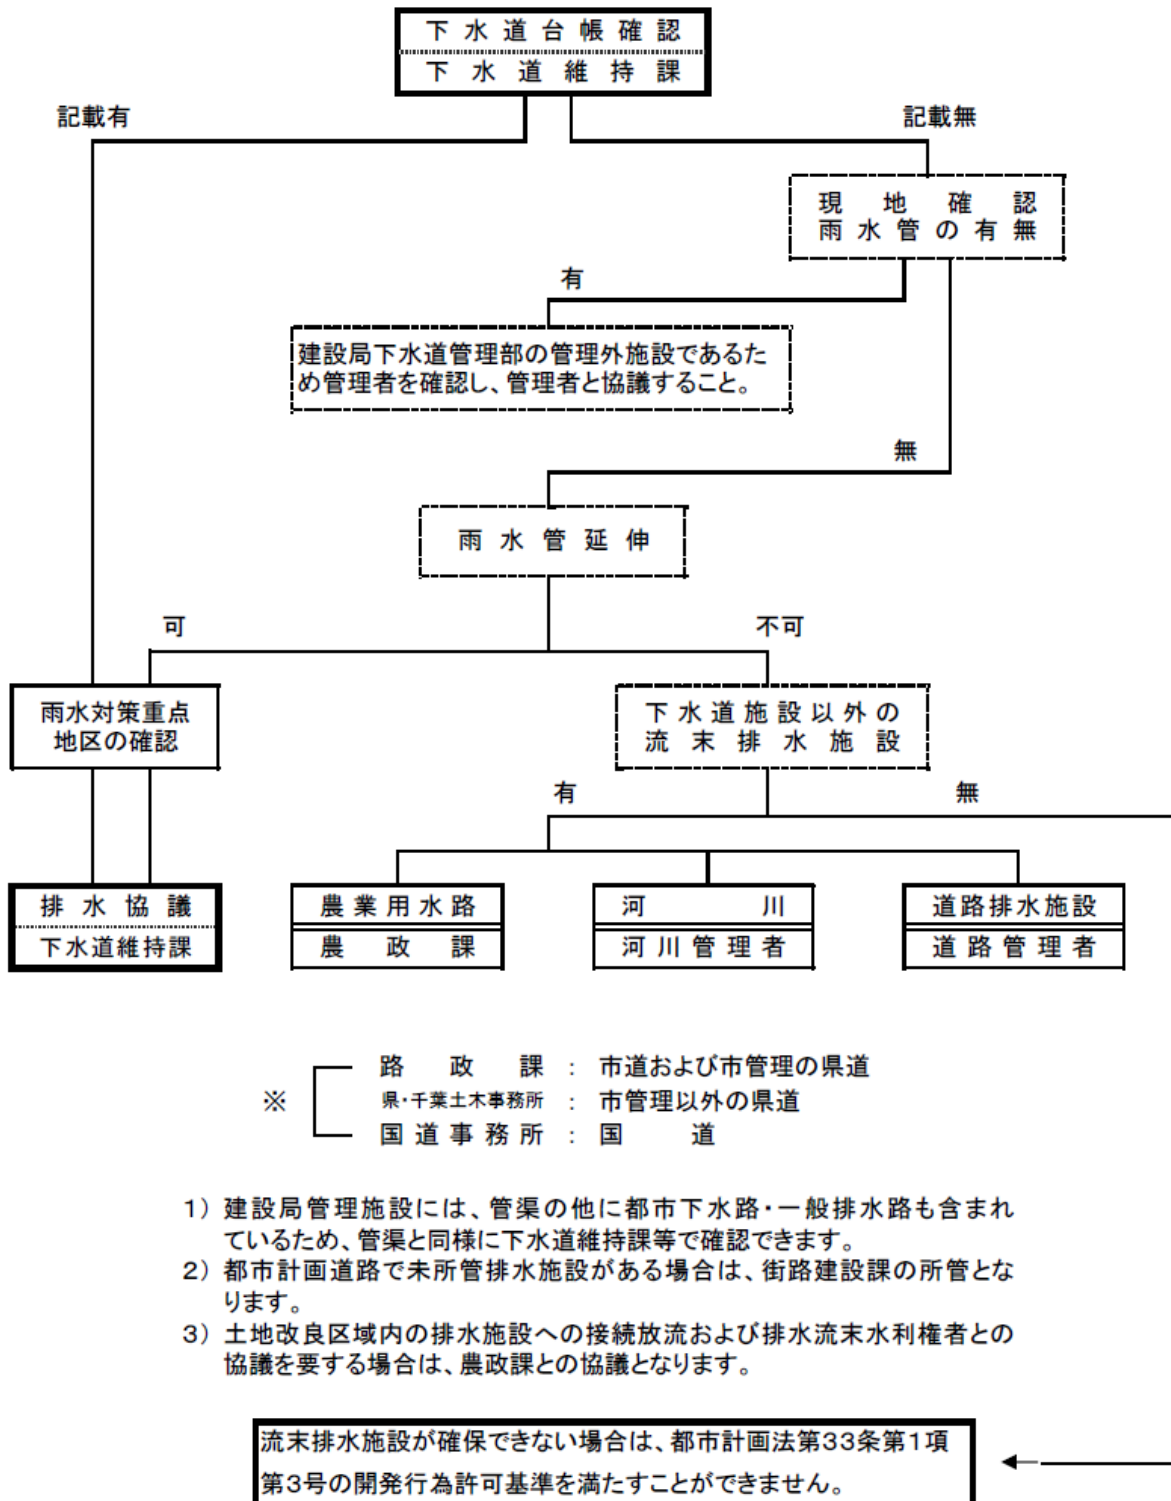 下水道台帳確認
下水道維持課
記載有
記載無
現地確認
雨水管の有無
有
建設局下水道管理部の管理外施設であるた
め管理者を確認し、管理者と協議すること。
無
雨水管延伸
可
不可
雨水対策重点
地区の確認
下水道施設以外の
流末排水施設
有
無
排水協議
下水道維持課
農業用水路
農政課
河川
河川管理者
道路排水施設
道路管理者
※
路政課：市道および市管理の県道
県・千葉土木事務所：市管理以外の県道
国道事務所：国道
1）建設局管理施設には、管渠の他に都市下水路・一般排水路も含まれ
ているため、管渠と同様に下水道維持課等で確認できます。
2）都市計画道路で未所管排水施設がある場合は、街路建設課の所管とな
ります。
3）土地改良区域内の排水施設への接続放流および排水流末水利権者との
協議を要する場合は、農政課との協議となります。
流末排水施設が確保できない場合は、都市計画法第33条第1項
第3号の開発行為許可基準を満たすことができません。